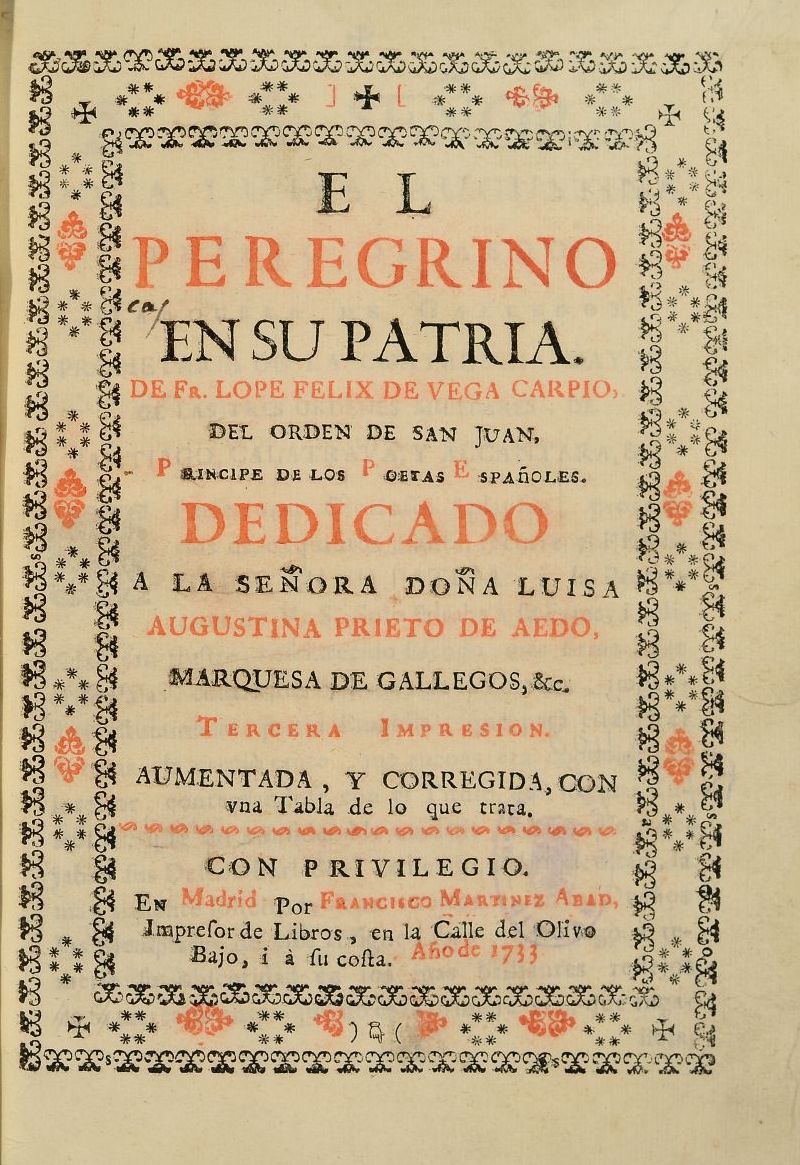 EL
PEREGRINO
ca/
EN SU PATRIA.
DE Fr. LOPE FELIX DE VEGA CARPIO,
DEL ORDEN DE SAN JUAN,
PRINCIPE DE LOS POETAS ESPAñOLES.
DEDICADO
A LA SEÑORA DOÑA LUISA
AUGUSTINA PRIETO DE AEDO,
MARQUESA DE GALLEGOS, &c.
TERCERA IMPRESION.
AUMENTADA, Y CORREGIDA, CON
vna Tabla de lo que trata.
CON PRIVILEGIO.
EN Madrid Por FRANCISCO MARTINEZ ABAD,
Impreſor de Libros, en la Calle del Olivo
Bajo, i à ſu coſta. Año de 1733